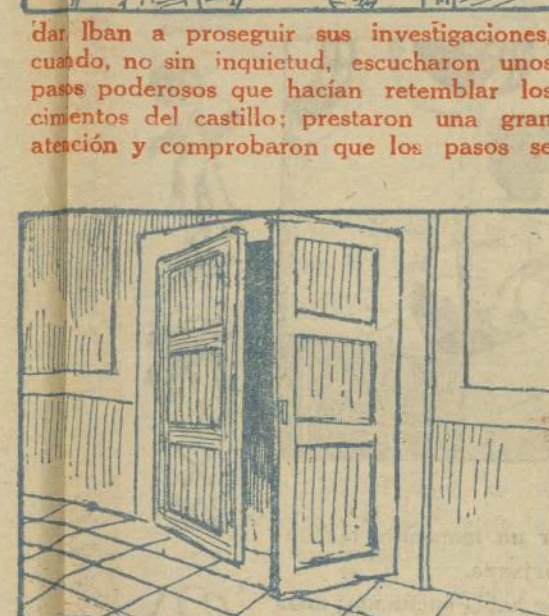 dar. Iban a proseguir sus investigaciones,
cuando, no sin inquietud, escucharon unos
pasos poderosos que hacían retemblar los
cimientos del castillo; prestaron una gran
atención y comprobaron que los pasos se